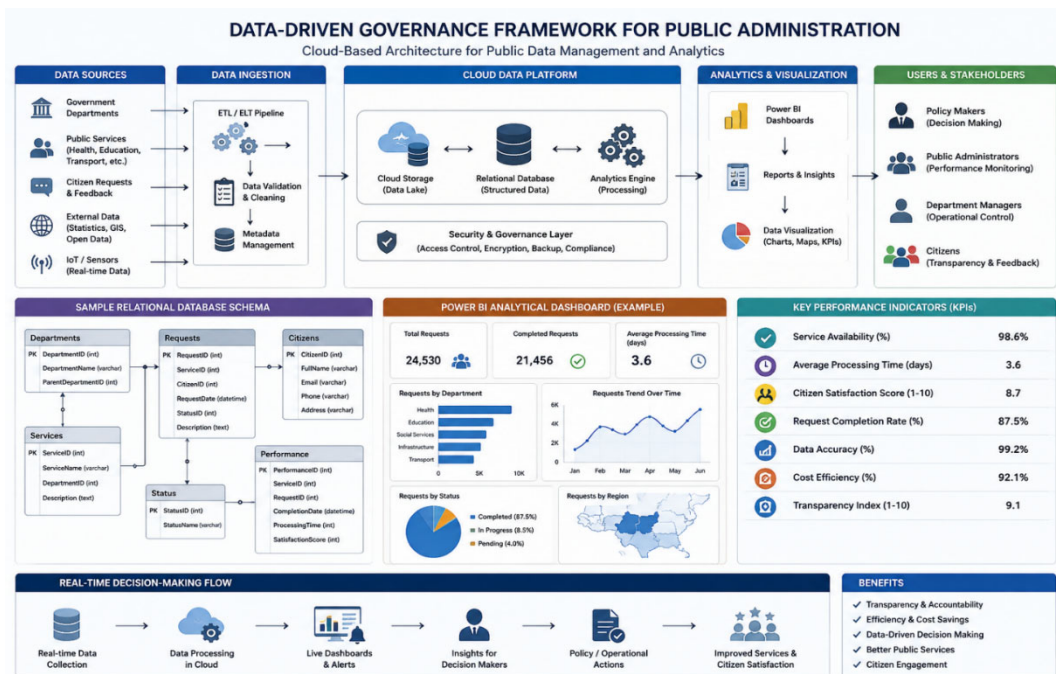 DATA-DRIVEN GOVERNANCE FRAMEWORK FOR PUBLIC ADMINISTRATION
Cloud-Based Architecture for Public Data Management and Analytics
DATA SOURCES
Government
Departments
Public Services
(Health, Education,
Transport, etc.)
Citizen Requests
& Feedback
External Data
(Statistics, GIS,
Open Data)
IoT / Sensors
(Real-time Data)
DATA INGESTION
ETL / ELT Pipeline
Data Validation
& Cleaning
Metadata
Management
CLOUD DATA PLATFORM
Cloud Storage
(Data Lake)
Relational Database
(Structured Data)
Analytics Engine
(Processing)
Security & Governance Layer
(Access Control, Encryption, Backup, Compliance)
ANALYTICS & VISUALIZATION
Power BI
Dashboards
Reports & Insights
Data Visualization
(Charts, Maps, KPIs)
USERS & STAKEHOLDERS
Policy Makers
(Decision Making)
Public Administrators
(Performance Monitoring)
Department Managers
(Operational Control)
Citizens
(Transparency & Feedback)
SAMPLE RELATIONAL DATABASE SCHEMA
Departments
PK DepartmentID (int)
DepartmentName (varchar)
ParentDepartmentID (int)
Requests
PK RequestID (int)
ServiceID (int)
CitizenID (int)
RequestDate (datetime)
StatusID (int)
Description (text)
Citizens
PK CitizenID (int)
FullName (varchar)
Email (varchar)
Phone (varchar)
Address (varchar)
Services
PK ServiceID (int)
ServiceName (varchar)
DepartmentID (int)
Description (text)
Status
PK StatusID (int)
StatusName (varchar)
Performance
PK PerformanceID (int)
ServiceID (int)
RequestID (int)
CompletionDate (datetime)
ProcessingTime (int)
SatisfactionScore (int)
POWER BI ANALYTICAL DASHBOARD (EXAMPLE)
Total Requests
24,530
Completed Requests
21,456
Average Processing Time
(days)
3.6
Requests by Department
Health
Education
Social Services
Infrastructure
Transport
0 5K 10K
Requests Trend Over Time
6K
4K
2K
0
Jan Feb Mar Apr May Jun
Requests by Status
Completed (87.5%)
In Progress (8.5%)
Pending (4.0%)
Requests by Region
KEY PERFORMANCE INDICATORS (KPIs)
Service Availability (%) 98.6%
Average Processing Time (days) 3.6
Citizen Satisfaction Score (1-10) 8.7
Request Completion Rate (%) 87.5%
Data Accuracy (%) 99.2%
Cost Efficiency (%) 92.1%
Transparency Index (1-10) 9.1
REAL-TIME DECISION-MAKING FLOW
Real-time Data
Collection
Data Processing
in Cloud
Live Dashboards
& Alerts
Insights for
Decision Makers
Policy / Operational
Actions
Improved Services &
Citizen Satisfaction
BENEFITS
✓ Transparency & Accountability
✓ Efficiency & Cost Savings
✓ Data-Driven Decision Making
✓ Better Public Services
✓ Citizen Engagement